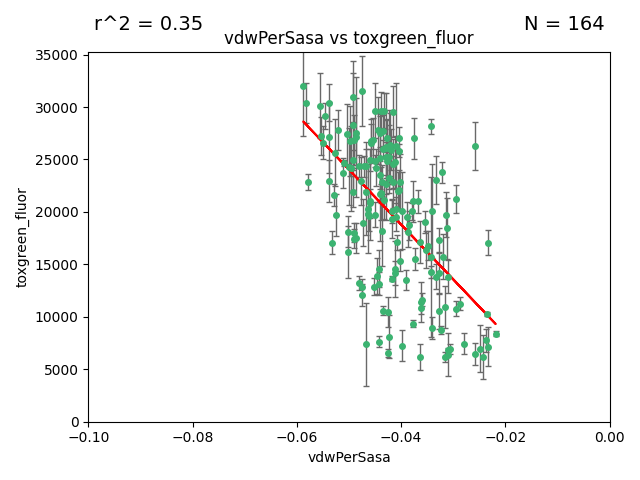 r^2 = 0.35
N = 164
vdwPerSasa vs toxgreen_fluor
toxgreen_fluor
35000
30000
25000
20000
15000
10000
5000
0
−0.10
−0.08
−0.06
−0.04
−0.02
0.00
vdwPerSasa